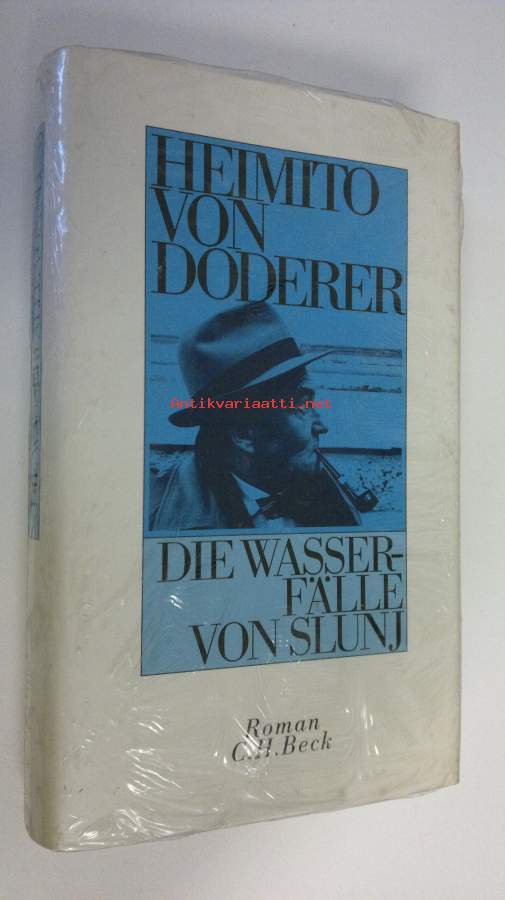 HEIMITO
VON
DODERER
Antikvariaatti.net
DIE WASSER-
FÄLLE
VON SLUNJ
Roman
C.H.Beck